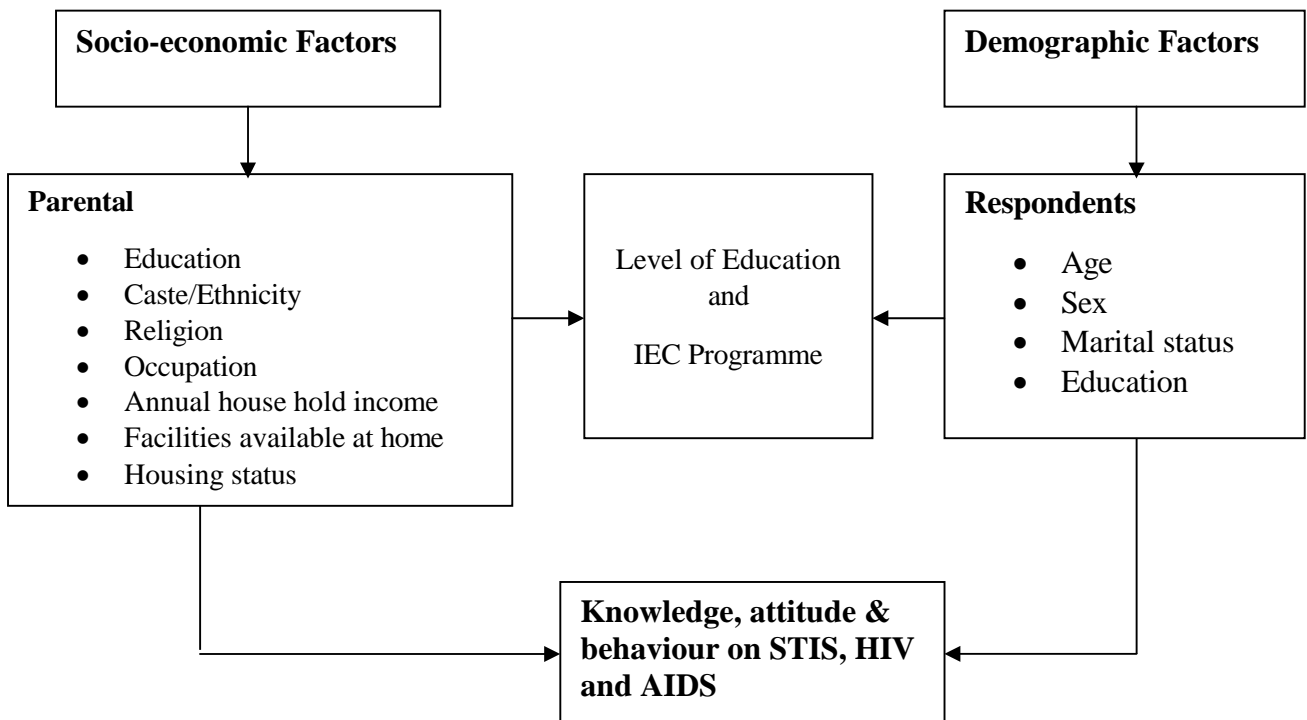 Socio-economic Factors
Demographic Factors
Parental
• Education
• Caste/Ethnicity
• Religion
• Occupation
• Annual house hold income
• Facilities available at home
• Housing status
Level of Education
and
IEC Programme
Respondents
• Age
• Sex
• Marital status
• Education
Knowledge, attitude &
behaviour on STIS, HIV
and AIDS